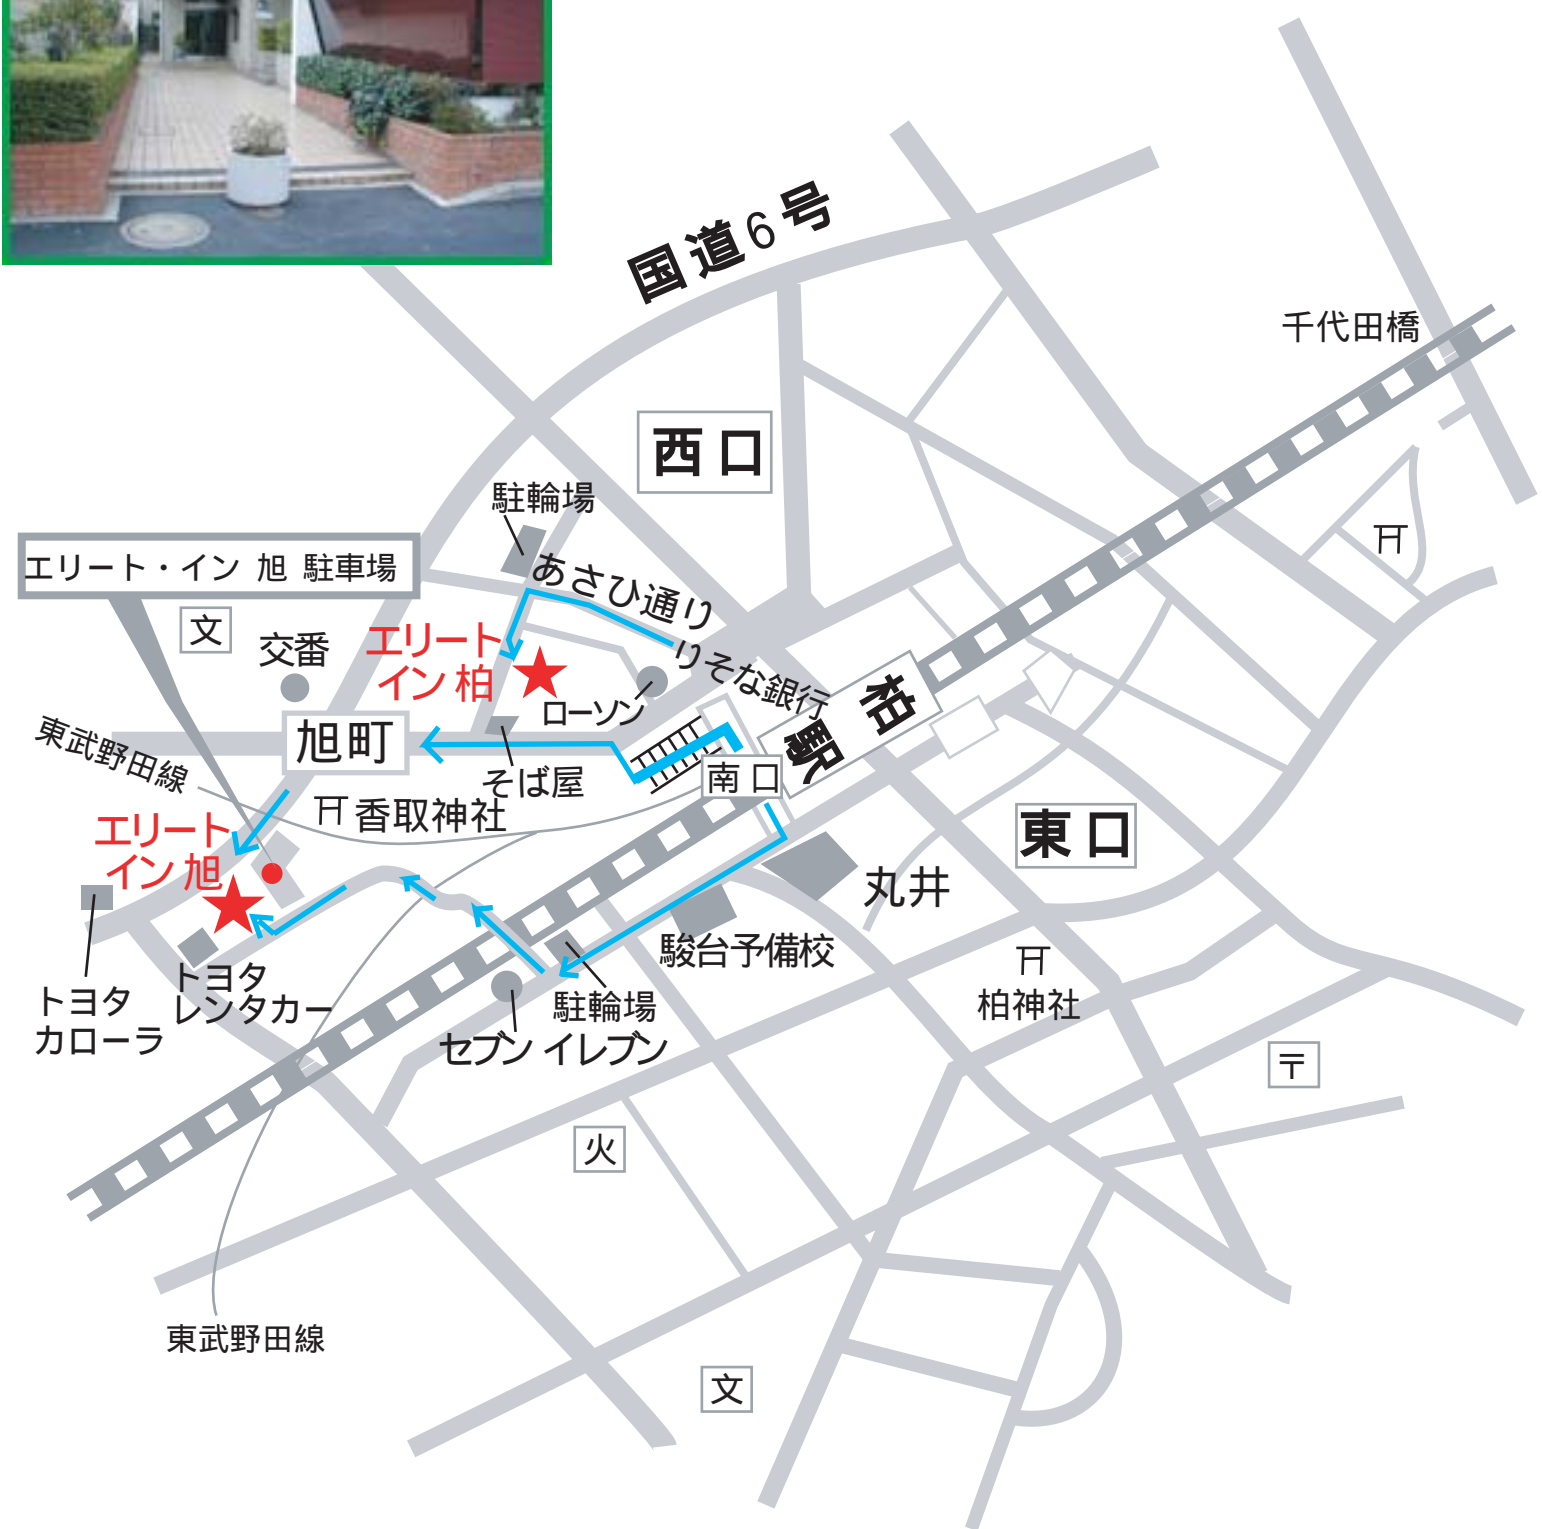 国道6号
千代田橋
西口
駐輪場
エリート・イン 旭 駐車場
あさひ通り
文
交番
エリート
イン 柏
りそな銀行
ローソン
柏駅
東武野田線
旭町
そば屋
南口
香取神社
エリート
イン 旭
東口
丸井
駿台予備校
トヨタ
レンタカー
トヨタ
カローラ
駐輪場
セブン イレブン
柏神社
〒
火
東武野田線
文